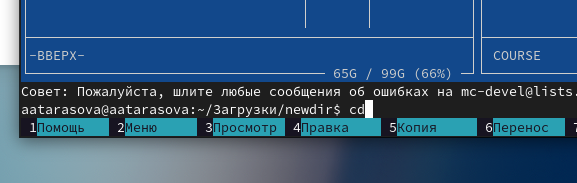 -ВВЕРХ-
COURSE
65G / 99G (66%)
Совет: Пожалуйста, шлите любые сообщения об ошибках на mc-devel@lists.
aatarasova@aatarasova:~/Загрузки/newdir$ cd
1Помощь 2Меню 3Просмотр 4Правка 5Копия 6Перенос 7